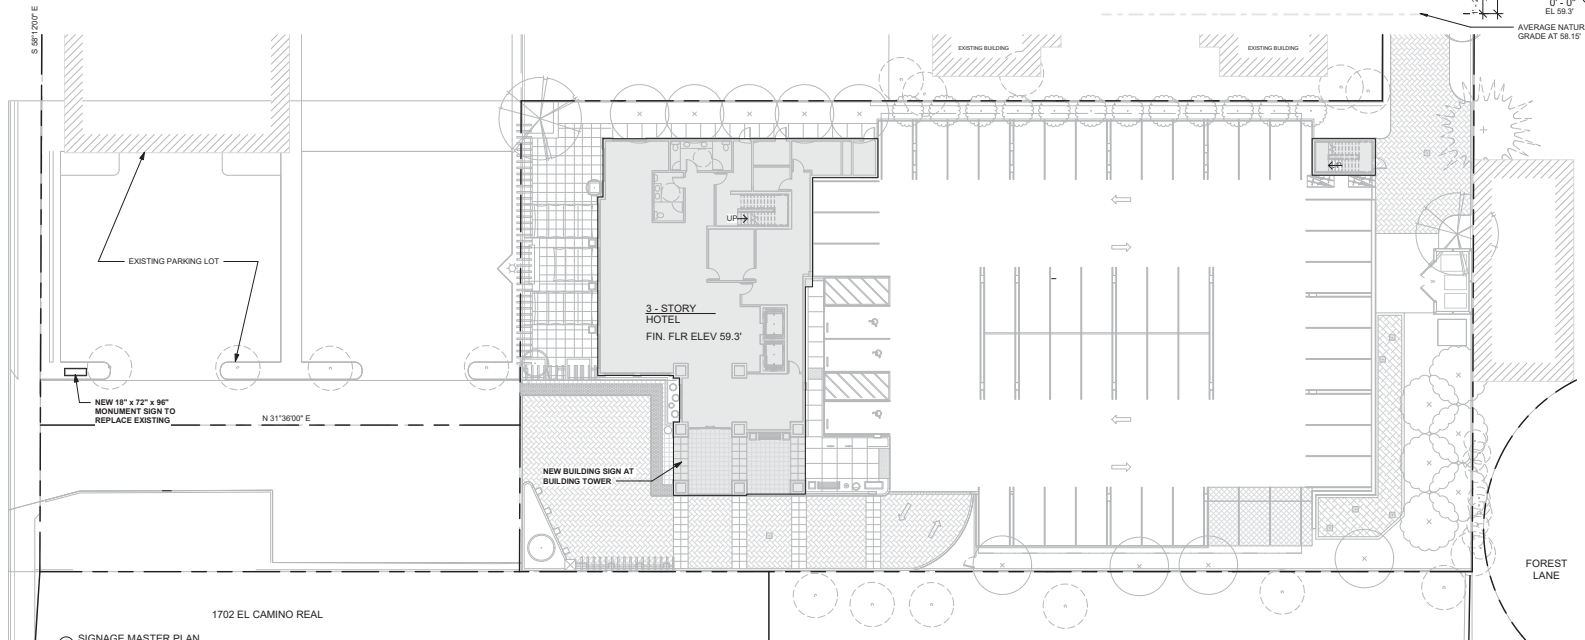 S 58°12'00" E
0' - 0"
EL 59.3'
AVERAGE NATUR
GRADE AT 58.15'
EXISTING BUILDING
EXISTING BUILDING
UP
EXISTING PARKING LOT
3 - STORY
HOTEL
FIN. FLR ELEV 59.3'
NEW 18" x 72" x 96"
MONUMENT SIGN TO
REPLACE EXISTING
N 31°36'00" E
NEW BUILDING SIGN AT
BUILDING TOWER
FOREST
LANE
1702 EL CAMINO REAL
SIGNAGE MASTER PLAN